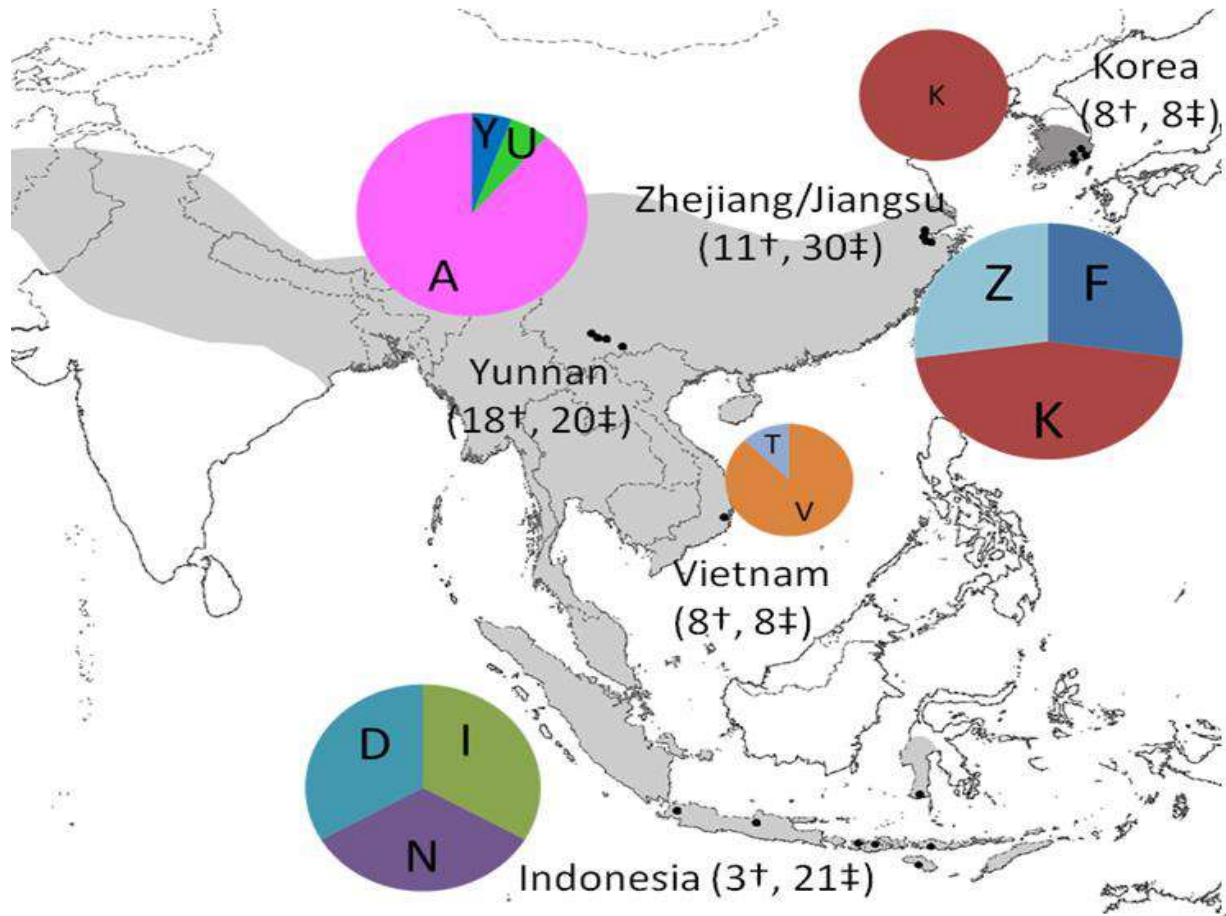 K
Korea
(8†, 8‡)
Y
U
A
Zhejiang/Jiangsu
(11†, 30‡)
Z
F
K
Yunnan
(18†, 20‡)
T
V
Vietnam
(8†, 8‡)
D
I
N
Indonesia (3†, 21‡)